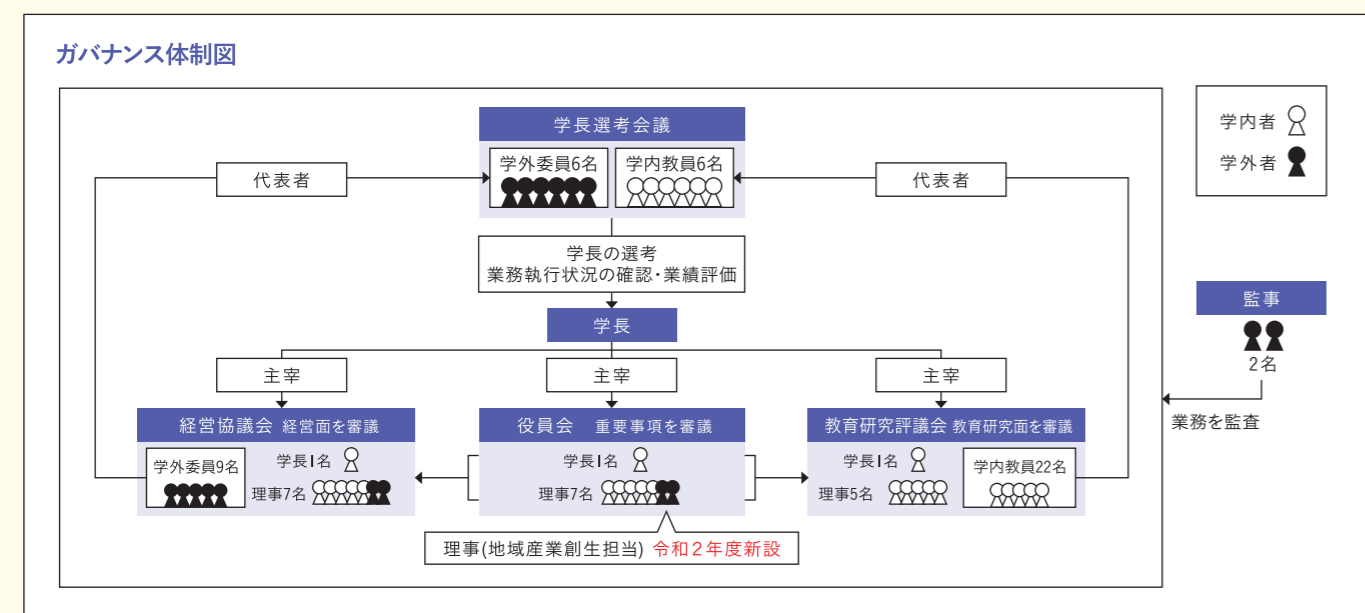 ガバナンス体制図
学長選考会議
学外委員6名
学内教員6名
代表者
代表者
学内者
学外者
学長の選考
業務執行状況の確認・業績評価
学長
監事
2名
業務を監査
主宰
主宰
主宰
経営協議会 経営面を審議
学外委員9名
学長1名
理事7名
役員会 重要事項を審議
学長1名
理事7名
教育研究評議会 教育研究面を審議
学長1名
理事5名
学内教員22名
理事(地域産業創生担当) 令和2年度新設